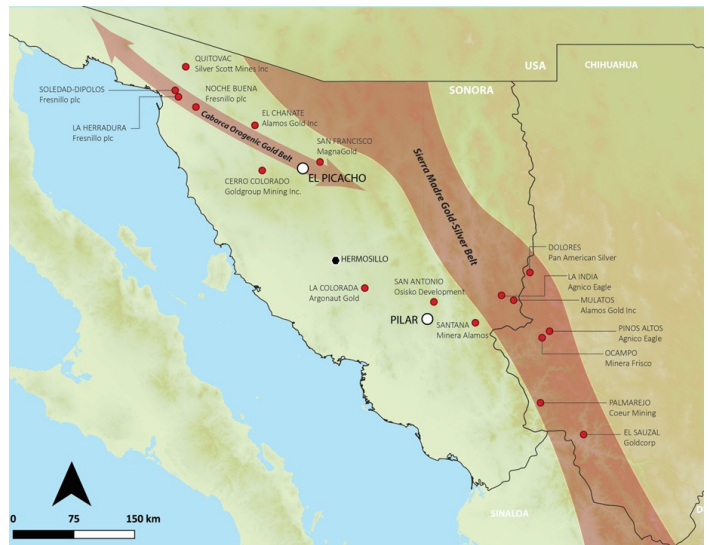 QUITOVAC
Silver Scott Mines Inc
USA
CHIHUAHUA
SOLEDAD-DIPOLOS
Fresnillo plc
NOCHE BUENA
Fresnillo plc
SONORA
EL CHANATE
Alamos Gold Inc
LA HERRADURA
Fresnillo plc
Caborca Orogenic Gold Belt
SAN FRANCISCO
MagnaGold
CERRO COLORADO
Goldgroup Mining Inc.
EL PICACHO
Sierra Madre Gold-Silver Belt
HERMOSILLO
DOLORES
Pan American Silver
LA INDIA
Agnico Eagle
LA COLORADA
Argonaut Gold
SAN ANTONIO
Osisko Development
MULATOS
Alamos Gold Inc
PILAR
SANTANA
Minera Alamos
PINOS ALTOS
Agnico Eagle
OCAMPO
Minera Frisco
PALMAREJO
Coeur Mining
EL SAUZAL
Goldcorp
SINALOA
D
0 75 150 km